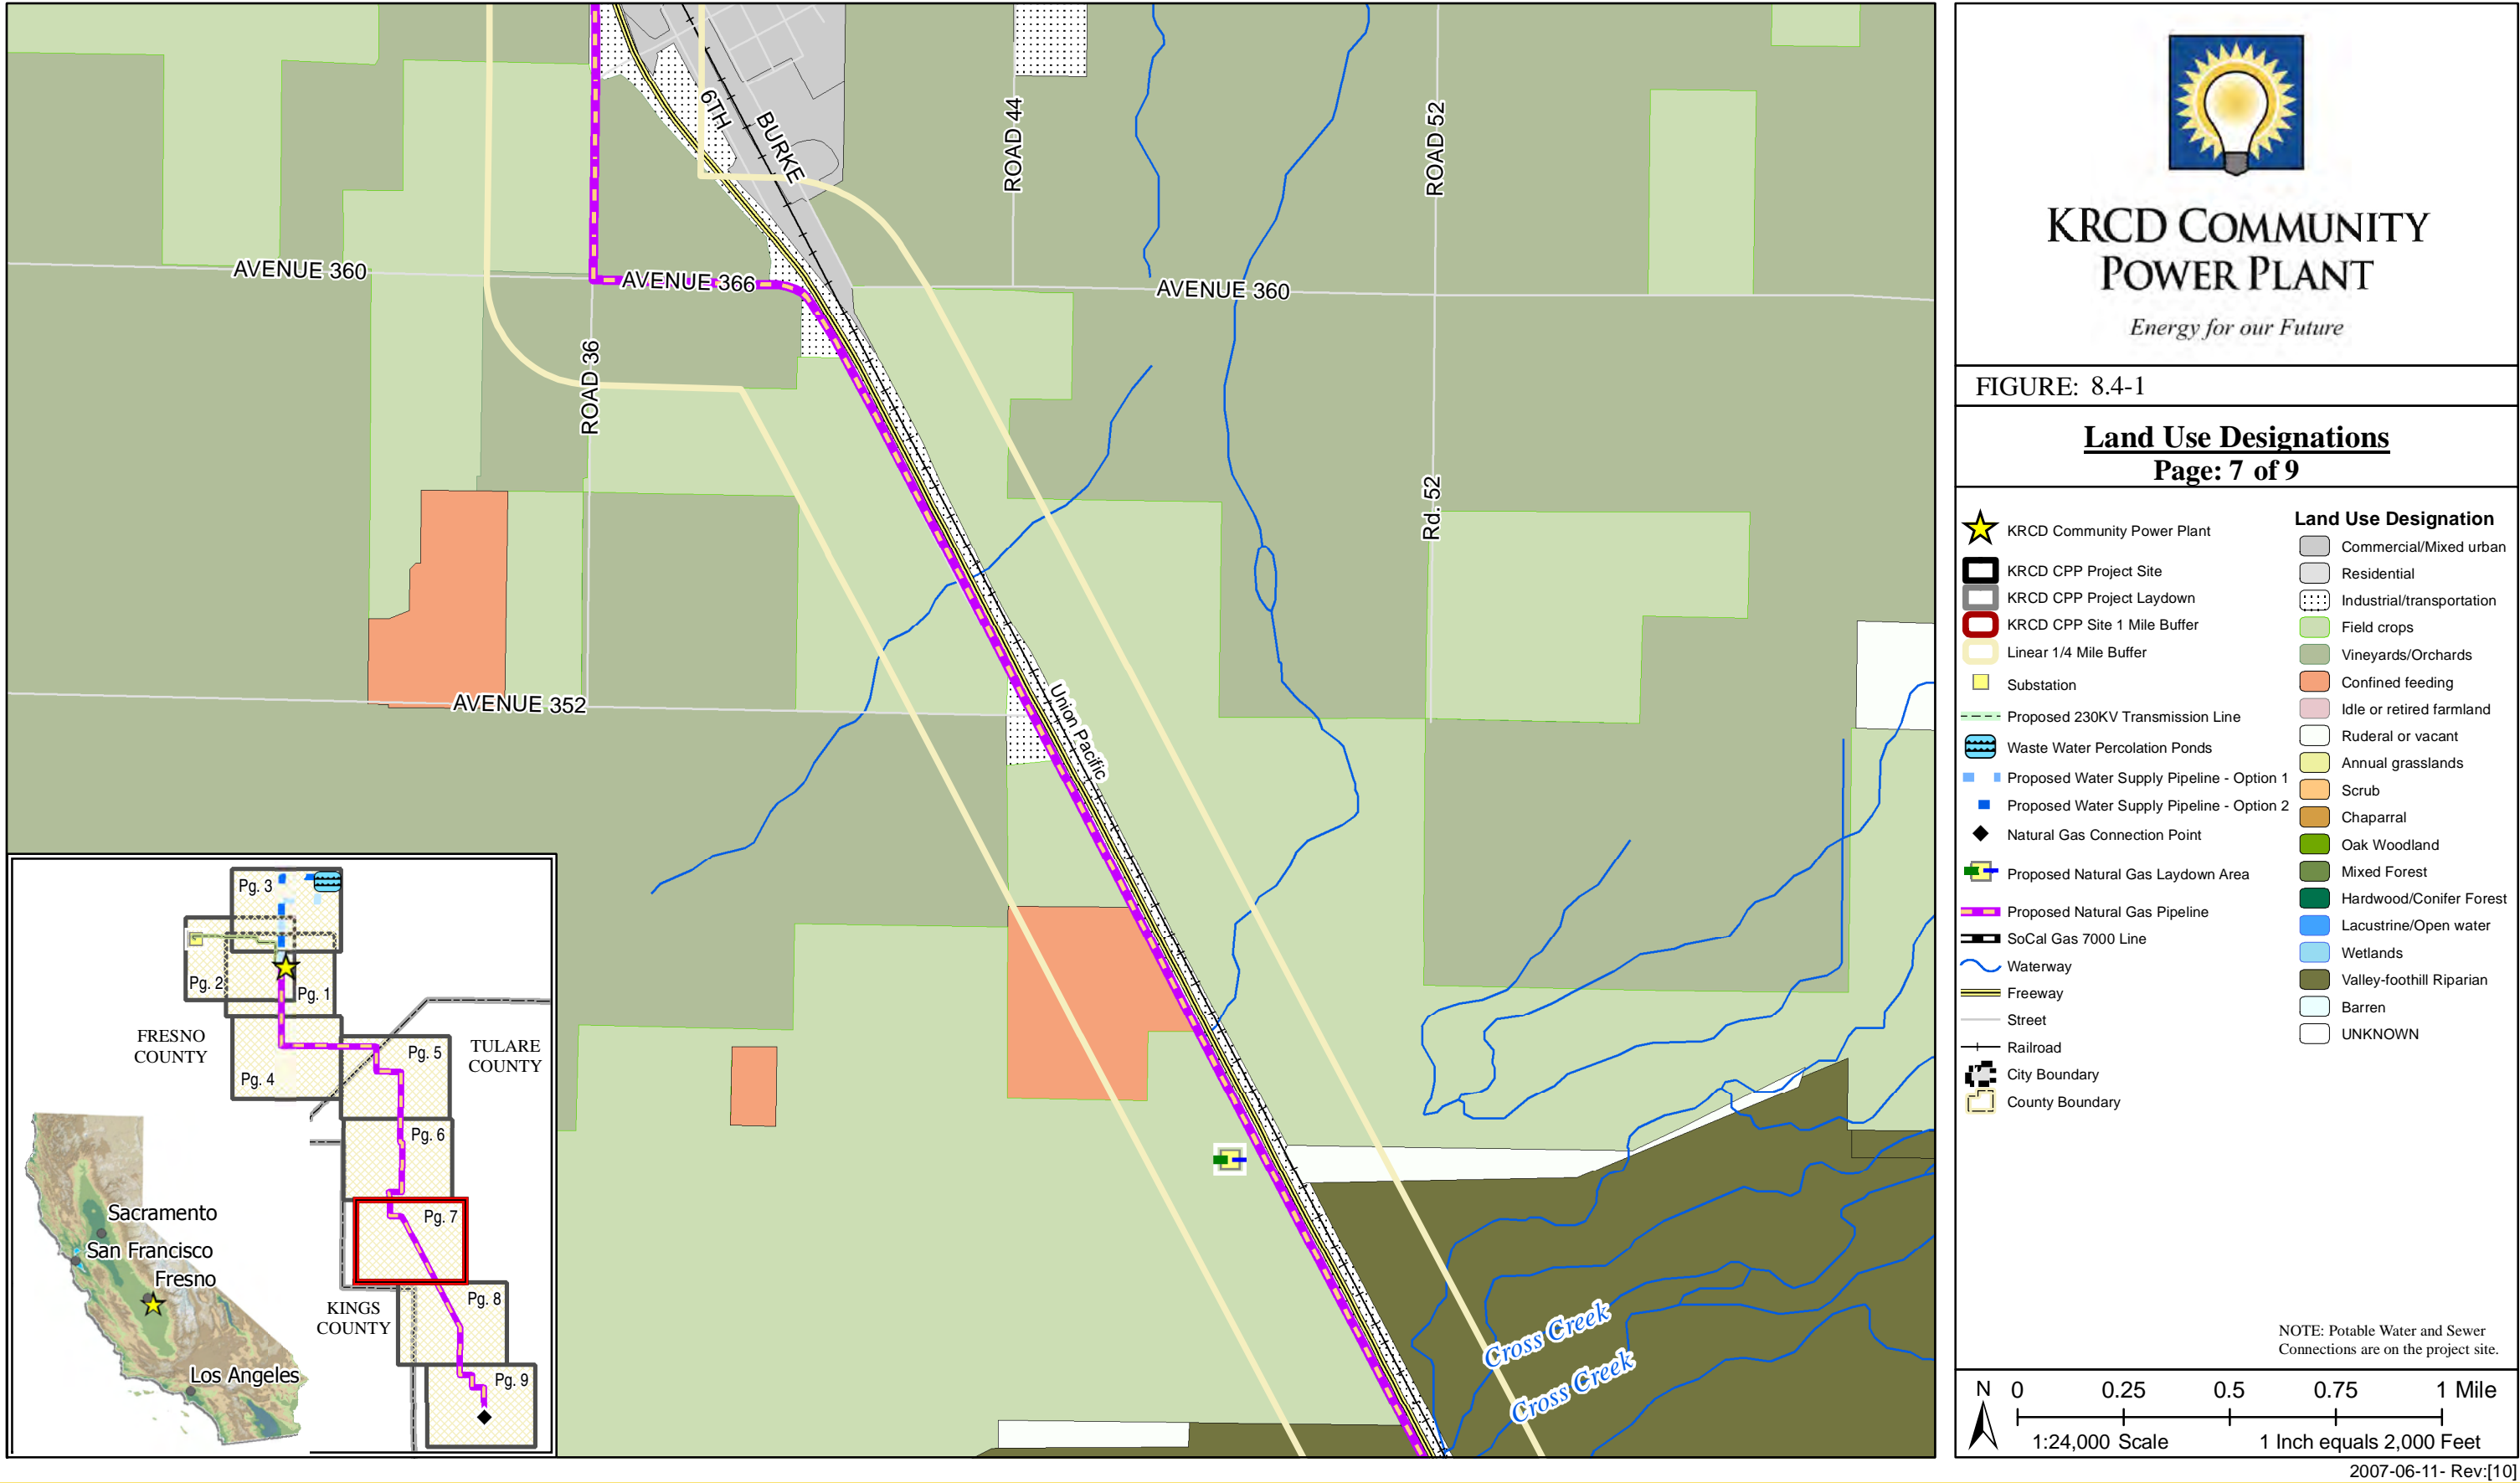 6TH
BURKE
ROAD 44
ROAD 52
AVENUE 360
AVENUE 366
AVENUE 360
ROAD 36
Rd. 52
AVENUE 352
Union Pacific
Cross Creek
Cross Creek
Pg. 3
Pg. 2
Pg. 1
FRESNO
COUNTY
Pg. 5
TULARE
COUNTY
Pg. 4
Pg. 6
Pg. 7
Sacramento
San Francisco
Fresno
KINGS
COUNTY
Pg. 8
Los Angeles
Pg. 9
KRCD COMMUNITY
POWER PLANT
Energy for our Future
FIGURE: 8.4-1
Land Use Designations
Page: 7 of 9
KRCD Community Power Plant
KRCD CPP Project Site
KRCD CPP Project Laydown
KRCD CPP Site 1 Mile Buffer
Linear 1/4 Mile Buffer
Substation
Proposed 230KV Transmission Line
Waste Water Percolation Ponds
Proposed Water Supply Pipeline - Option 1
Proposed Water Supply Pipeline - Option 2
Natural Gas Connection Point
Proposed Natural Gas Laydown Area
Proposed Natural Gas Pipeline
SoCal Gas 7000 Line
Waterway
Freeway
Street
Railroad
City Boundary
County Boundary
Land Use Designation
Commercial/Mixed urban
Residential
Industrial/transportation
Field crops
Vineyards/Orchards
Confined feeding
Idle or retired farmland
Ruderal or vacant
Annual grasslands
Scrub
Chaparral
Oak Woodland
Mixed Forest
Hardwood/Conifer Forest
Lacustrine/Open water
Wetlands
Valley-foothill Riparian
Barren
UNKNOWN
NOTE: Potable Water and Sewer
Connections are on the project site.
N 0 0.25 0.5 0.75 1 Mile
1:24,000 Scale 1 Inch equals 2,000 Feet
2007-06-11- Rev:[10]